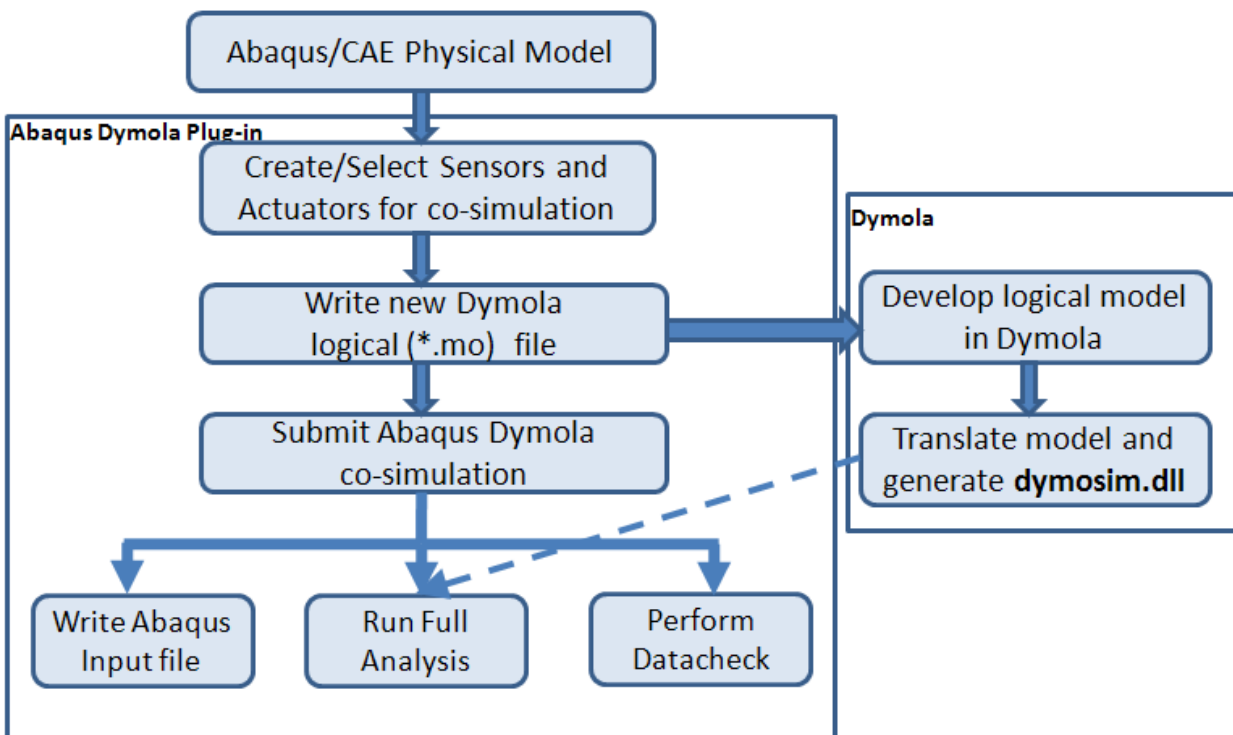 Abaqus/CAE Physical Model
Abaqus Dymola Plug-in
Create/Select Sensors and
Actuators for co-simulation
Write new Dymola
logical (*.mo) file
Submit Abaqus Dymola
co-simulation
Write Abaqus
Input file
Run Full
Analysis
Perform
Datacheck
Dymola
Develop logical model
in Dymola
Translate model and
generate dymosim.dll